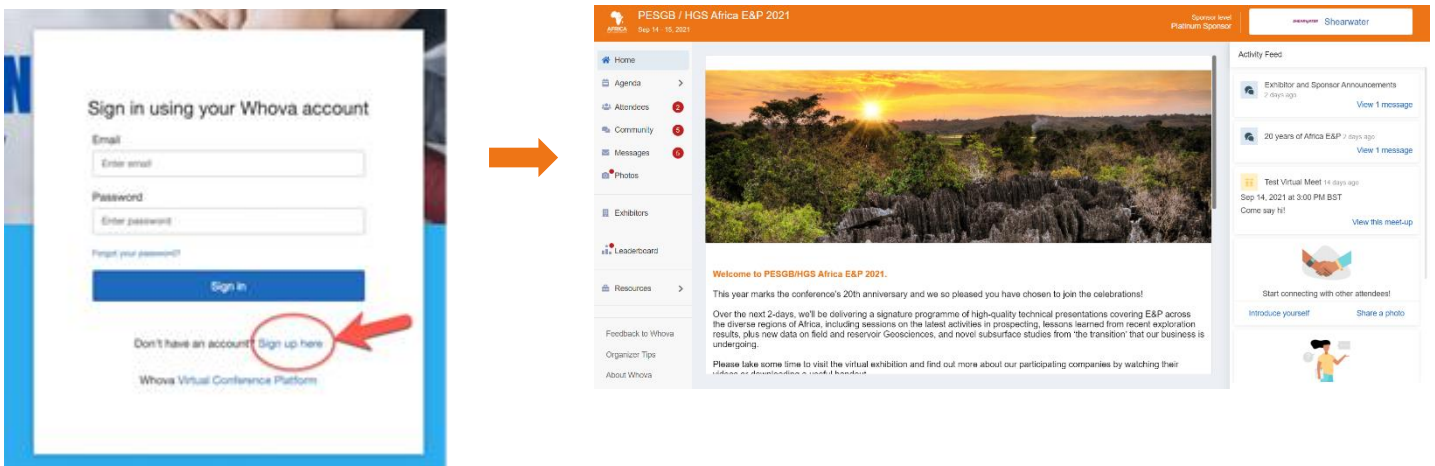 Sign in using your Whova account
Email
Enter email
Password
Enter password
Forgot your password?
Sign in
Don't have an account? Sign up here
Whova Virtual Conference Platform
AFRICA
PESGB / HGS Africa E&P 2021
Sep 14 - 15, 2021
Sponsor level
Platinum Sponsor
SHEARWATER Shearwater
Home
Agenda
Attendees 2
Community 5
Messages 6
Photos
Exhibitors
Leaderboard
Resources
Feedback to Whova
Organizer Tips
About Whova
Welcome to PESGB/HGS Africa E&P 2021.
This year marks the conference's 20th anniversary and we so pleased you have chosen to join the celebrations!
Over the next 2-days, we'll be delivering a signature programme of high-quality technical presentations covering E&P across
the diverse regions of Africa, including sessions on the latest activities in prospecting, lessons learned from recent exploration
results, plus new data on field and reservoir Geosciences, and novel subsurface studies from 'the transition' that our business is
undergoing.
Please take some time to visit the virtual exhibition and find out more about our participating companies by watching their
videos or downloading a useful handout
Activity Feed
Exhibitor and Sponsor Announcements
2 days ago
View 1 message
20 years of Africa E&P 2 days ago
View 1 message
Test Virtual Meet 14 days ago
Sep 14, 2021 at 3:00 PM BST
Come say hi!
View this meet-up
Start connecting with other attendees!
Introduce yourself Share a photo